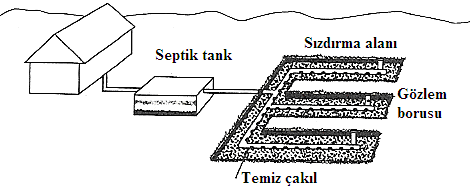 Sızdırma alanı
Septik tank
Gözlem
borusu
Temiz çakıl